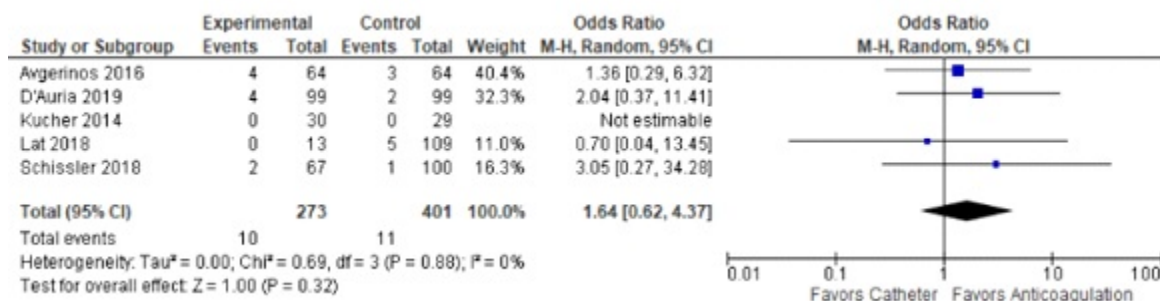 Experimental Control Odds Ratio Odds Ratio
Study or Subgroup Events Total Events Total Weight M-H, Random, 95% CI M-H, Random, 95% CI
Avgerinos 2016 4 64 3 64 40.4% 1.36 [0.29, 6.32]
D'Auria 2019 4 99 2 99 32.3% 2.04 [0.37, 11.41]
Kucher 2014 0 30 0 29 Not estimable
Lat 2018 0 13 5 109 11.0% 0.70 [0.04, 13.45]
Schissler 2018 2 67 1 100 16.3% 3.05 [0.27, 34.28]
Total (95% CI) 273 401 100.0% 1.64 [0.62, 4.37]
Total events 10 11
Heterogeneity: Tau² = 0.00; Chi² = 0.69, df = 3 (P = 0.88); I² = 0%
Test for overall effect: Z = 1.00 (P = 0.32)
0.01 0.1 1 10 100
Favors Catheter Favors Anticoagulation